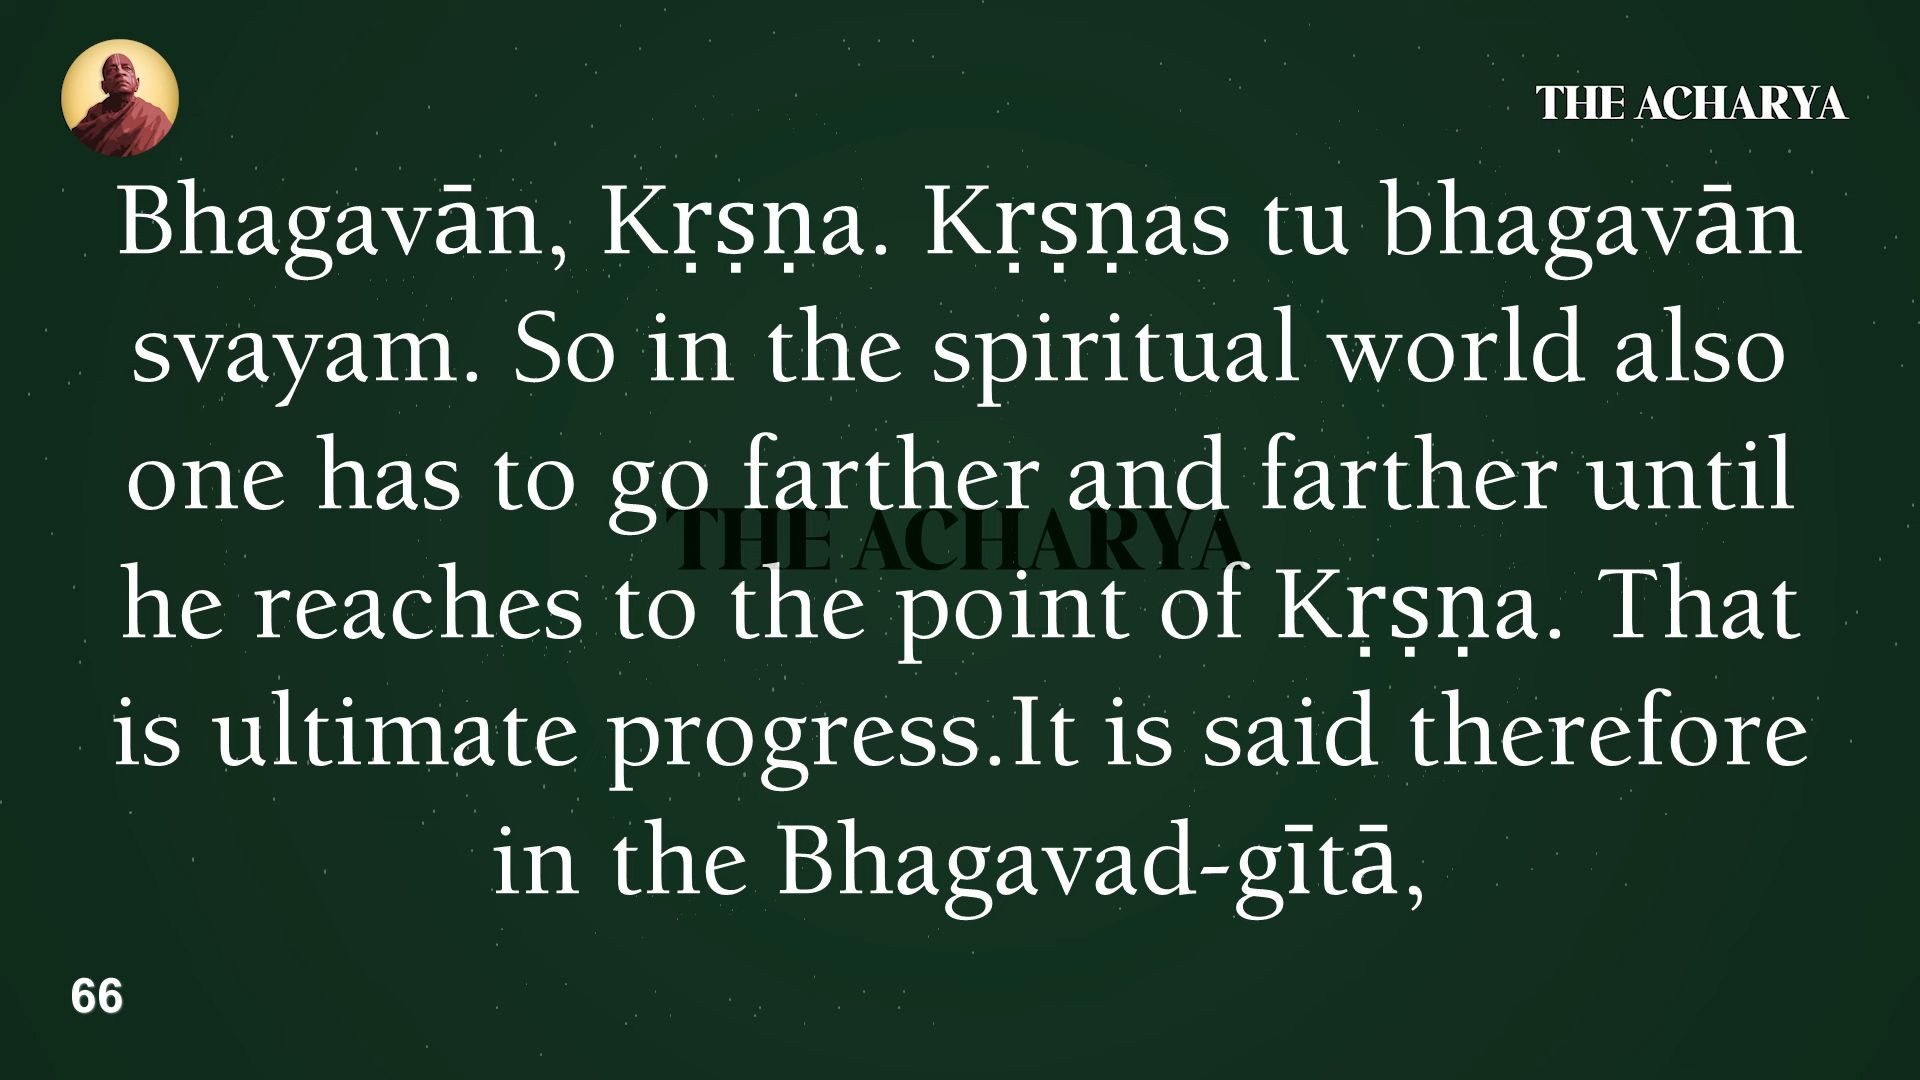 THE ACHARYA
Bhagavān, Kṛṣṇa. Kṛṣṇas tu bhagavān
svayam. So in the spiritual world also
one has to go farther and farther until
THE ACHARYA
he reaches to the point of Kṛṣṇa. That
is ultimate progress.It is said therefore
in the Bhagavad-gītā,
66